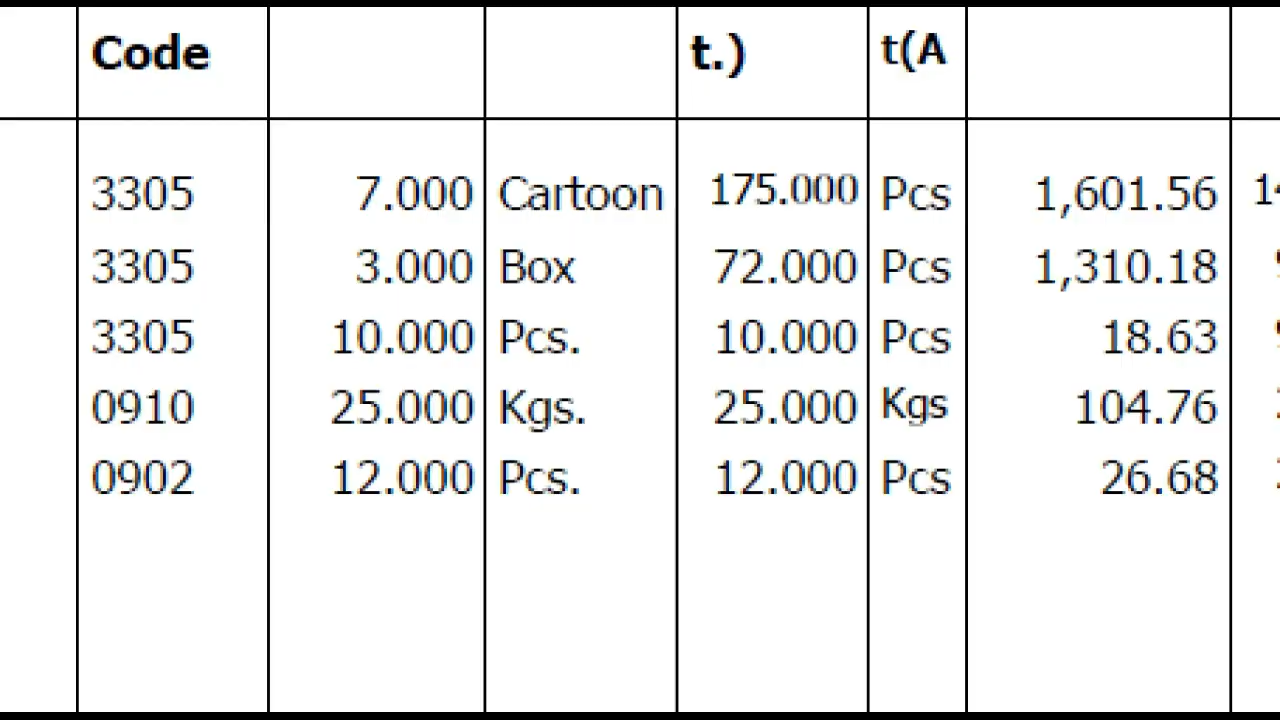 Code t.) t(A
3305 7.000 Cartoon 175.000 Pcs 1,601.56
3305 3.000 Box 72.000 Pcs 1,310.18
3305 10.000 Pcs. 10.000 Pcs 18.63
0910 25.000 Kgs. 25.000 Kgs 104.76
0902 12.000 Pcs. 12.000 Pcs 26.68